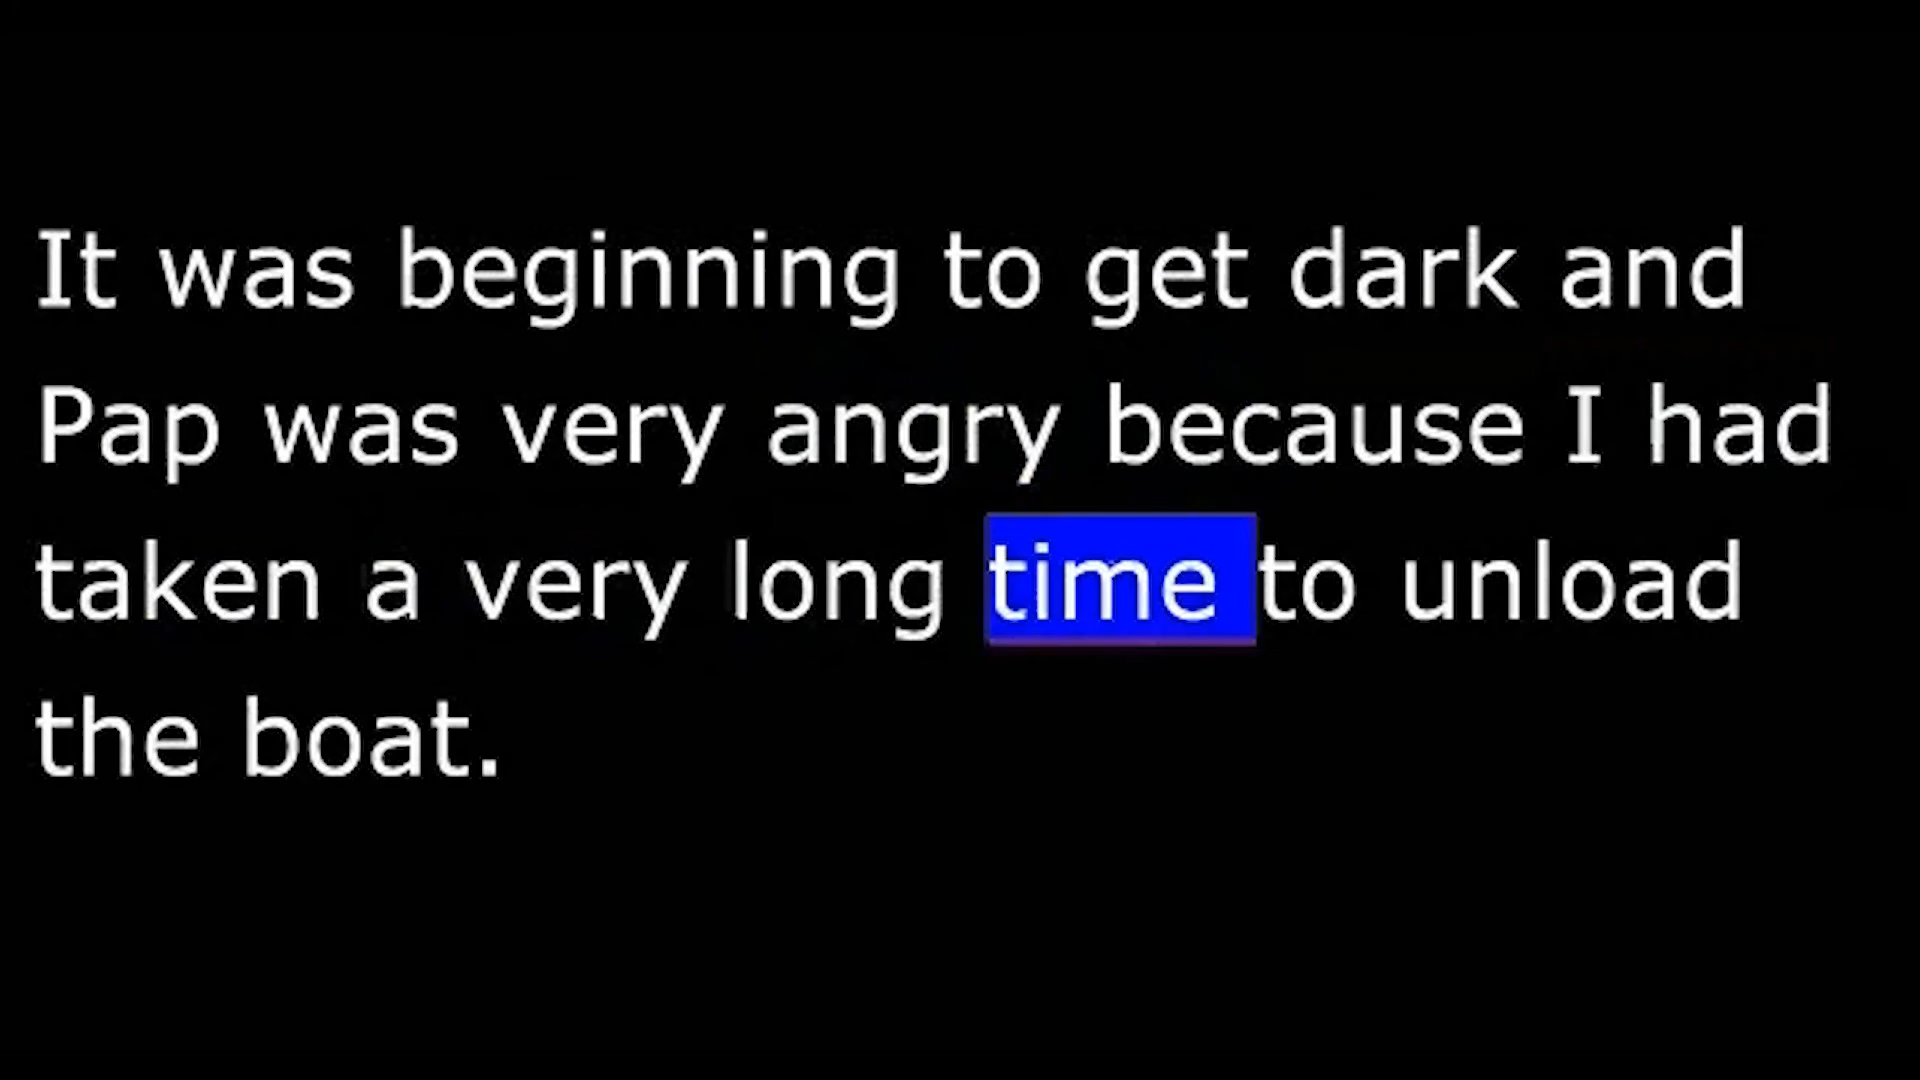 It was beginning to get dark and
Pap was very angry because I had
taken a very long time to unload
the boat.